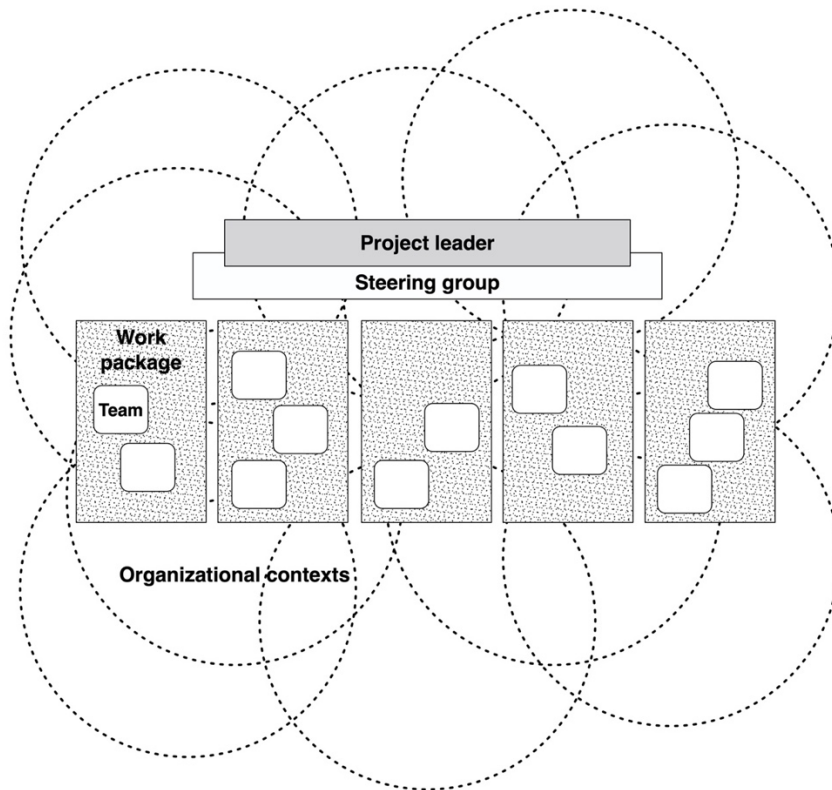 Project leader
Steering group
Work
package
Team
Organizational contexts